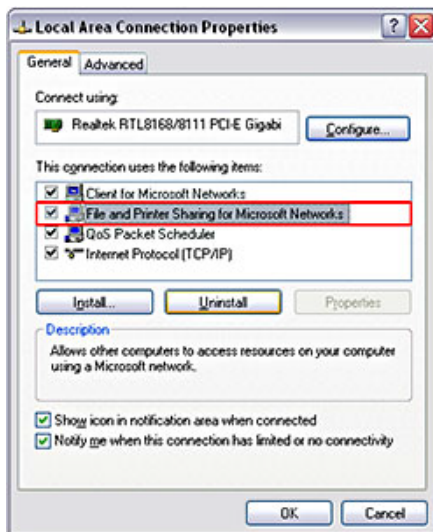 Local Area Connection Properties
General Advanced
Connect using:
Realtek RTL8168/8111 PCI-E Gigabi Configure...
This connection uses the following items:
Client for Microsoft Networks
File and Printer Sharing for Microsoft Networks
QoS Packet Scheduler
Internet Protocol (TCP/IP)
Install... Uninstall Properties
Description
Allows other computers to access resources on your computer
using a Microsoft network.
Show icon in notification area when connected
Notify me when this connection has limited or no connectivity
OK Cancel